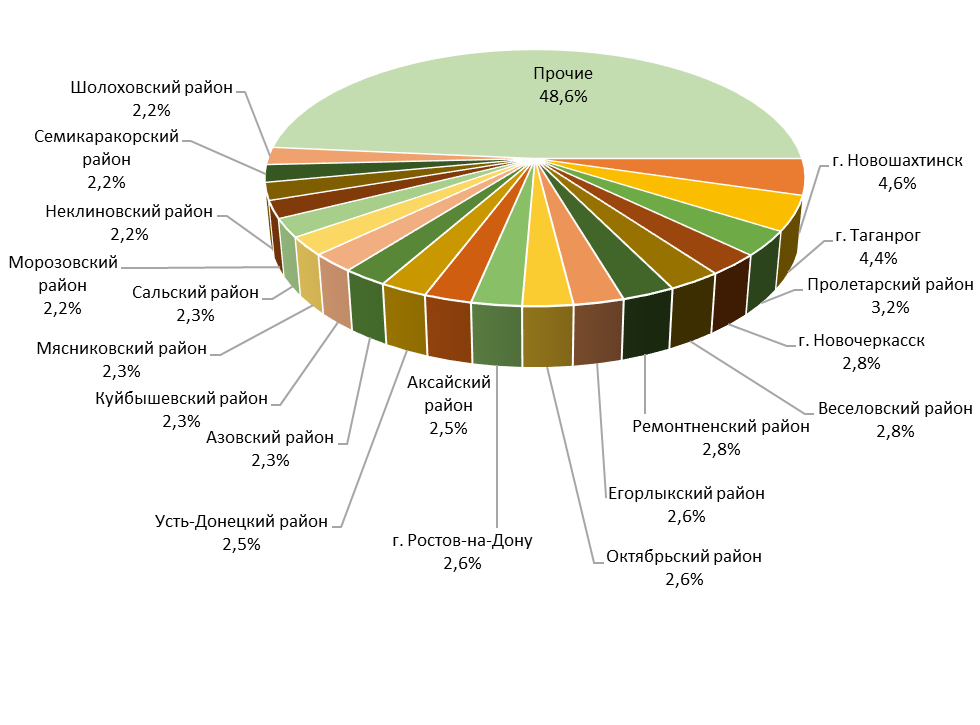 Прочие
48,6%
г. Новошахтинск
4,6%
г. Таганрог
4,4%
Пролетарский район
3,2%
г. Новочеркасск
2,8%
Веселовский район
2,8%
Ремонтненский район
2,8%
Егорлыкский район
2,6%
Октябрьский район
2,6%
г. Ростов-на-Дону
2,6%
Аксайский
район
2,5%
Усть-Донецкий район
2,5%
Азовский район
2,3%
Куйбышевский район
2,3%
Мясниковский район
2,3%
Сальский район
2,3%
Морозовский
район
2,2%
Неклиновский район
2,2%
Семикаракорский
район
2,2%
Шолоховский район
2,2%